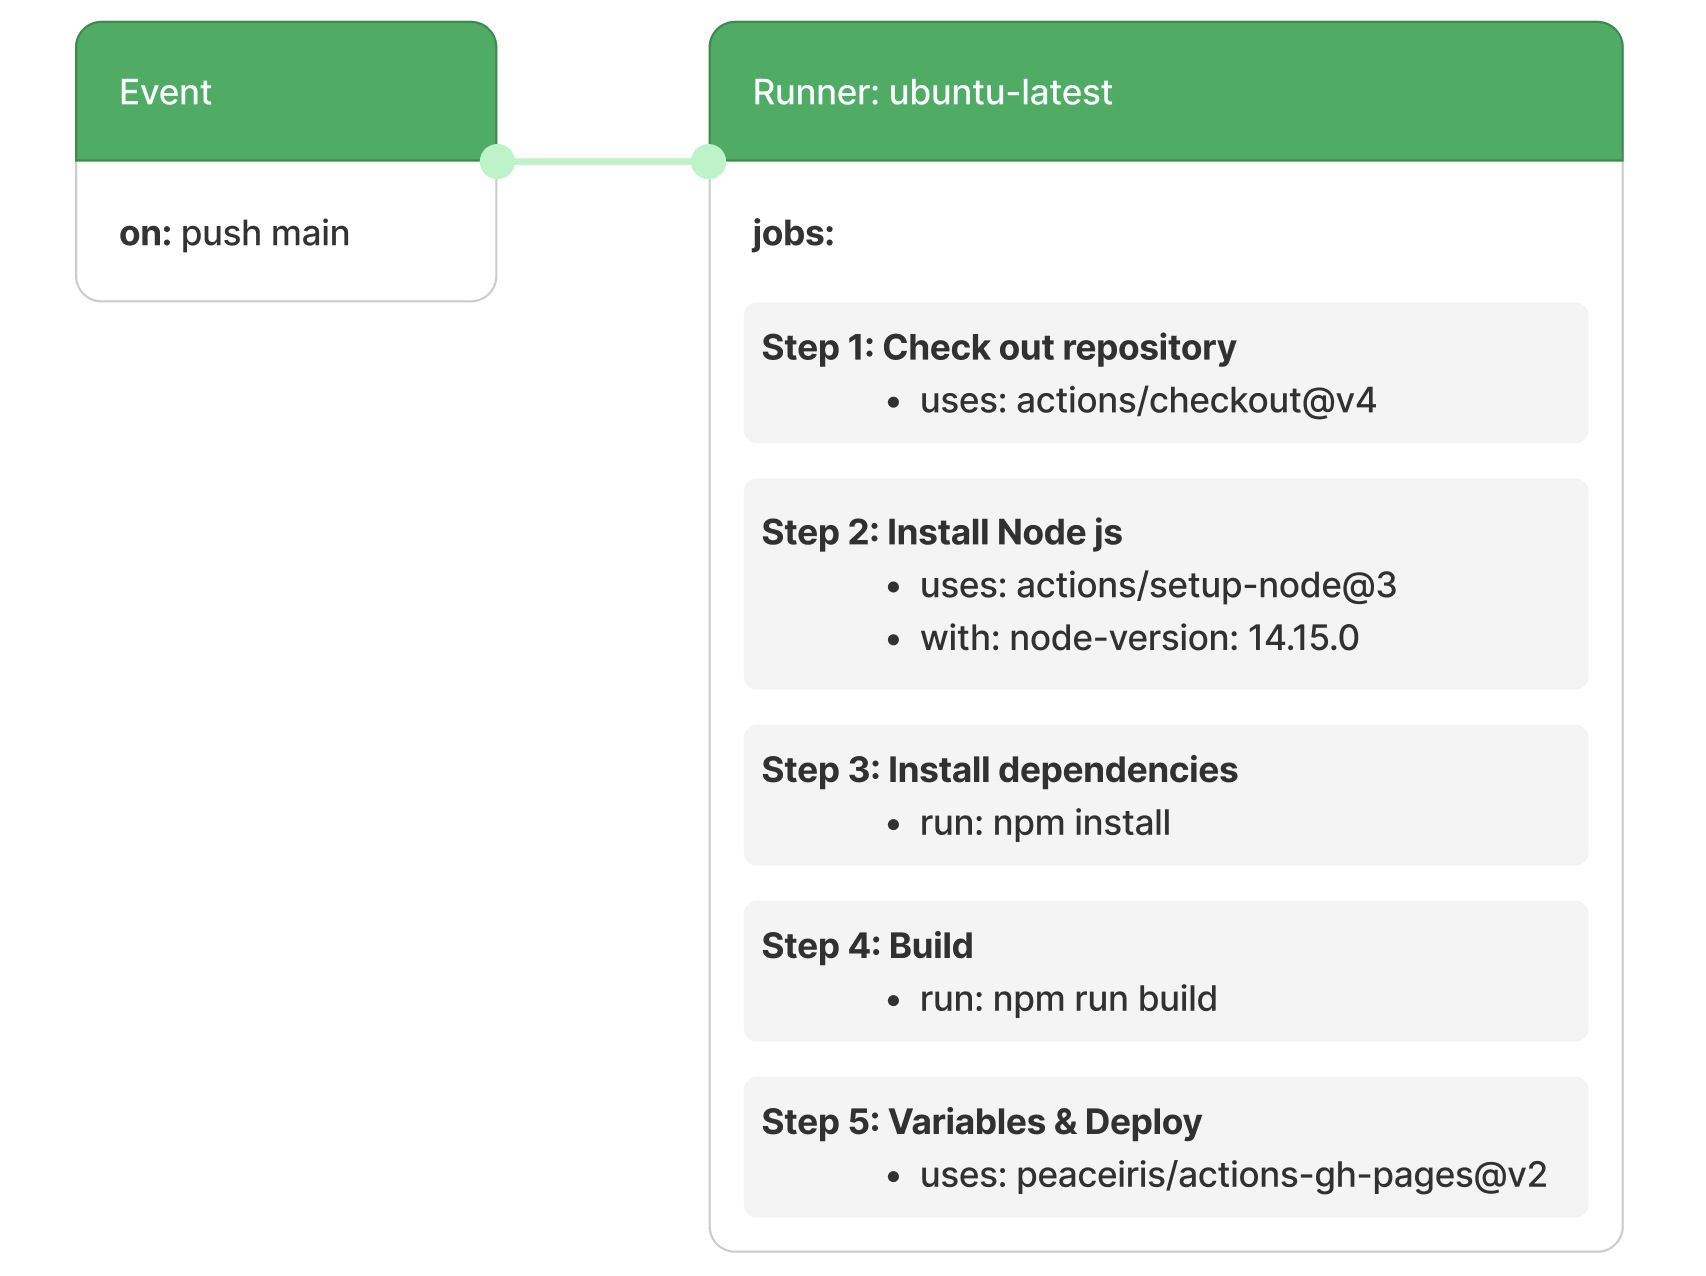 Event
on: push main
Runner: ubuntu-latest
jobs:
Step 1: Check out repository
• uses: actions/checkout@v4
Step 2: Install Node js
• uses: actions/setup-node@3
• with: node-version: 14.15.0
Step 3: Install dependencies
• run: npm install
Step 4: Build
• run: npm run build
Step 5: Variables & Deploy
• uses: peaceiris/actions-gh-pages@v2